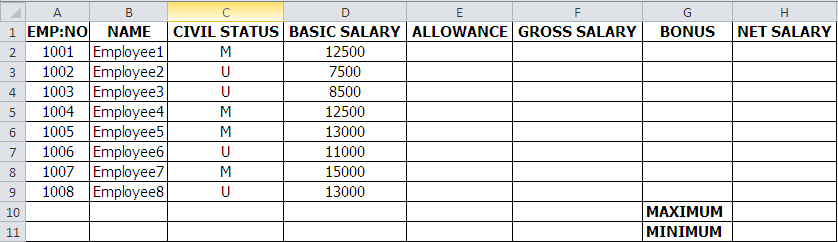 A B C D E F G H
1 EMP:NO NAME CIVIL STATUS BASIC SALARY ALLOWANCE GROSS SALARY BONUS NET SALARY
2 1001 Employee1 M 12500
3 1002 Employee2 U 7500
4 1003 Employee3 U 8500
5 1004 Employee4 M 12500
6 1005 Employee5 M 13000
7 1006 Employee6 U 11000
8 1007 Employee7 M 15000
9 1008 Employee8 U 13000
10 MAXIMUM
11 MINIMUM